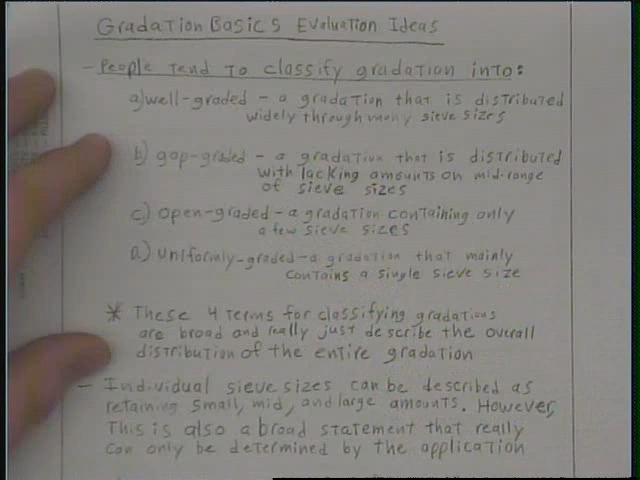 Gradation Basics Evaluation Ideas
- People tend to classify gradation into:
a) well-graded - a gradation that is distributed
widely through many sieve sizes
b) gap-graded - a gradation that is distributed
with lacking amounts on mid-range
of sieve sizes
c.) open-graded - a gradation containing only
a few sieve sizes
d.) uniformly-graded - a gradation that mainly
contains a single sieve size
* These 4 terms for classifying gradations
are broad and really just describe the overall
distribution of the entire gradation
- Individual sieve sizes can be described as
retaining small, mid, and large amounts. However,
This is also a broad statement that really
can only be determined by the application